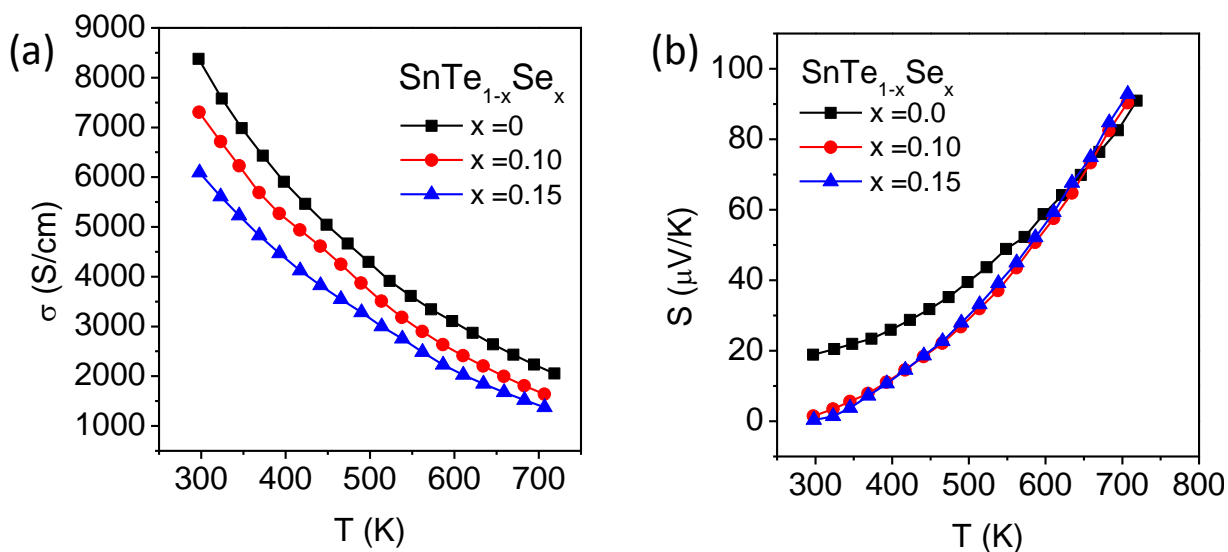 (a)
9000
8000
7000
6000
5000
4000
3000
2000
1000
σ (S/cm)
SnTe1-xSex
x =0
x =0.10
x =0.15
300 400 500 600 700
T (K)
(b)
100
80
60
40
20
0
S (μV/K)
SnTe1-xSex
x =0.0
x =0.10
x =0.15
300 400 500 600 700 800
T (K)